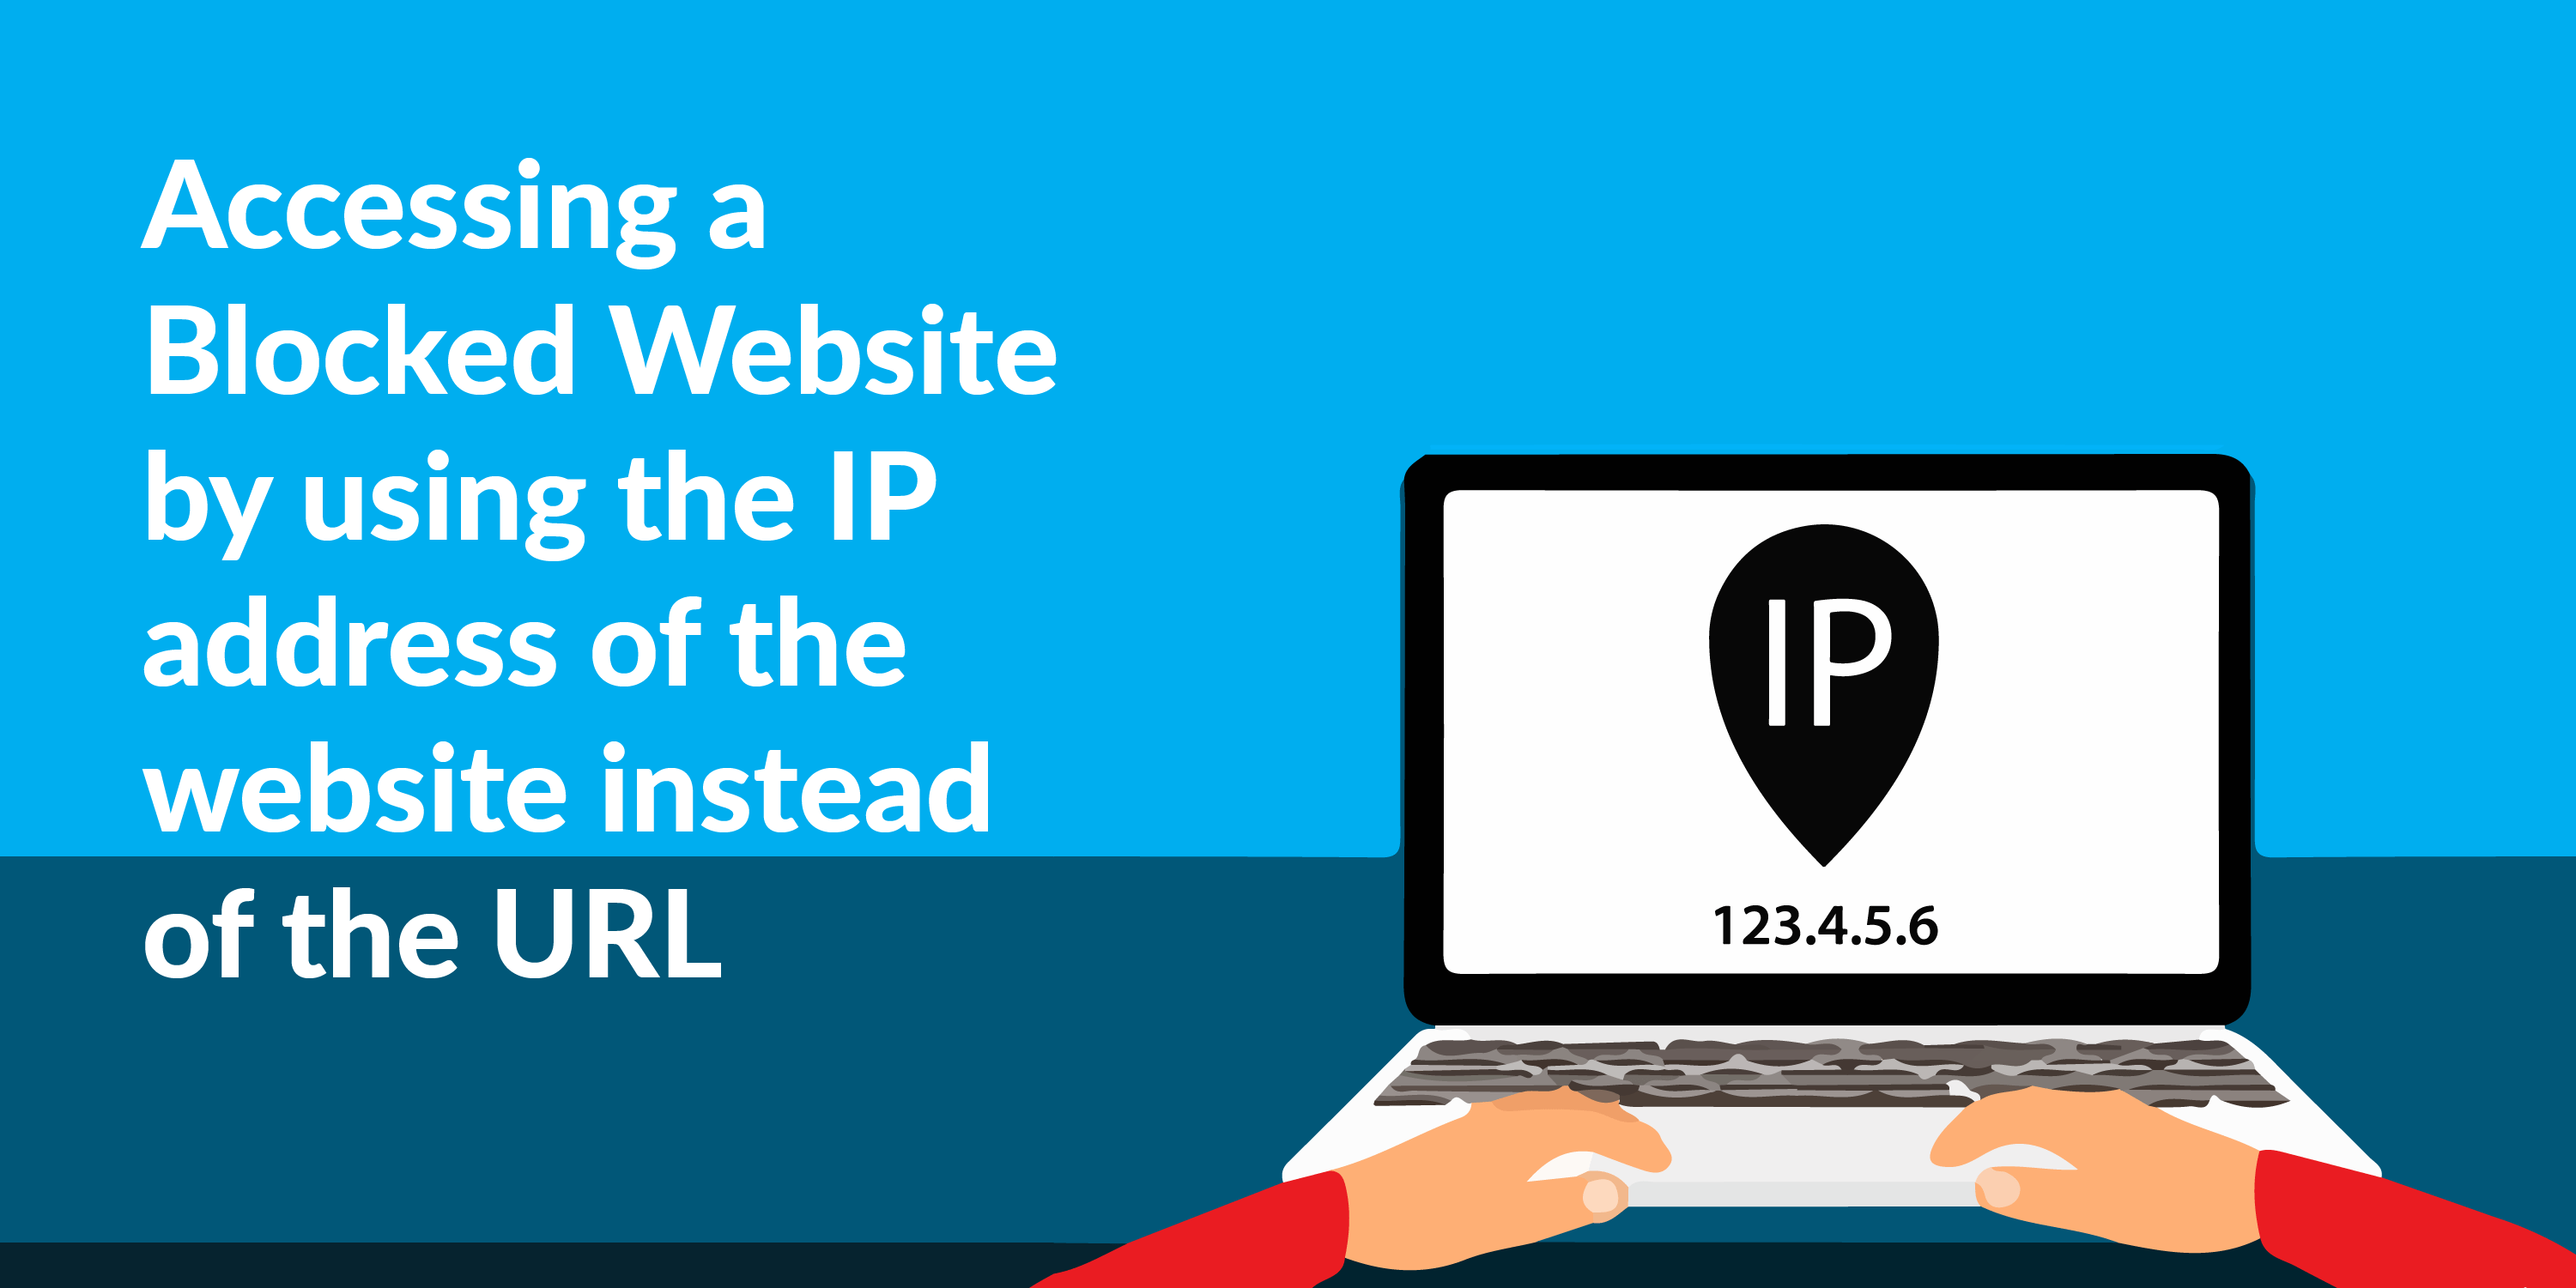 Accessing a
Blocked Website
by using the IP
address of the
website instead
of the URL
IP
123.4.5.6